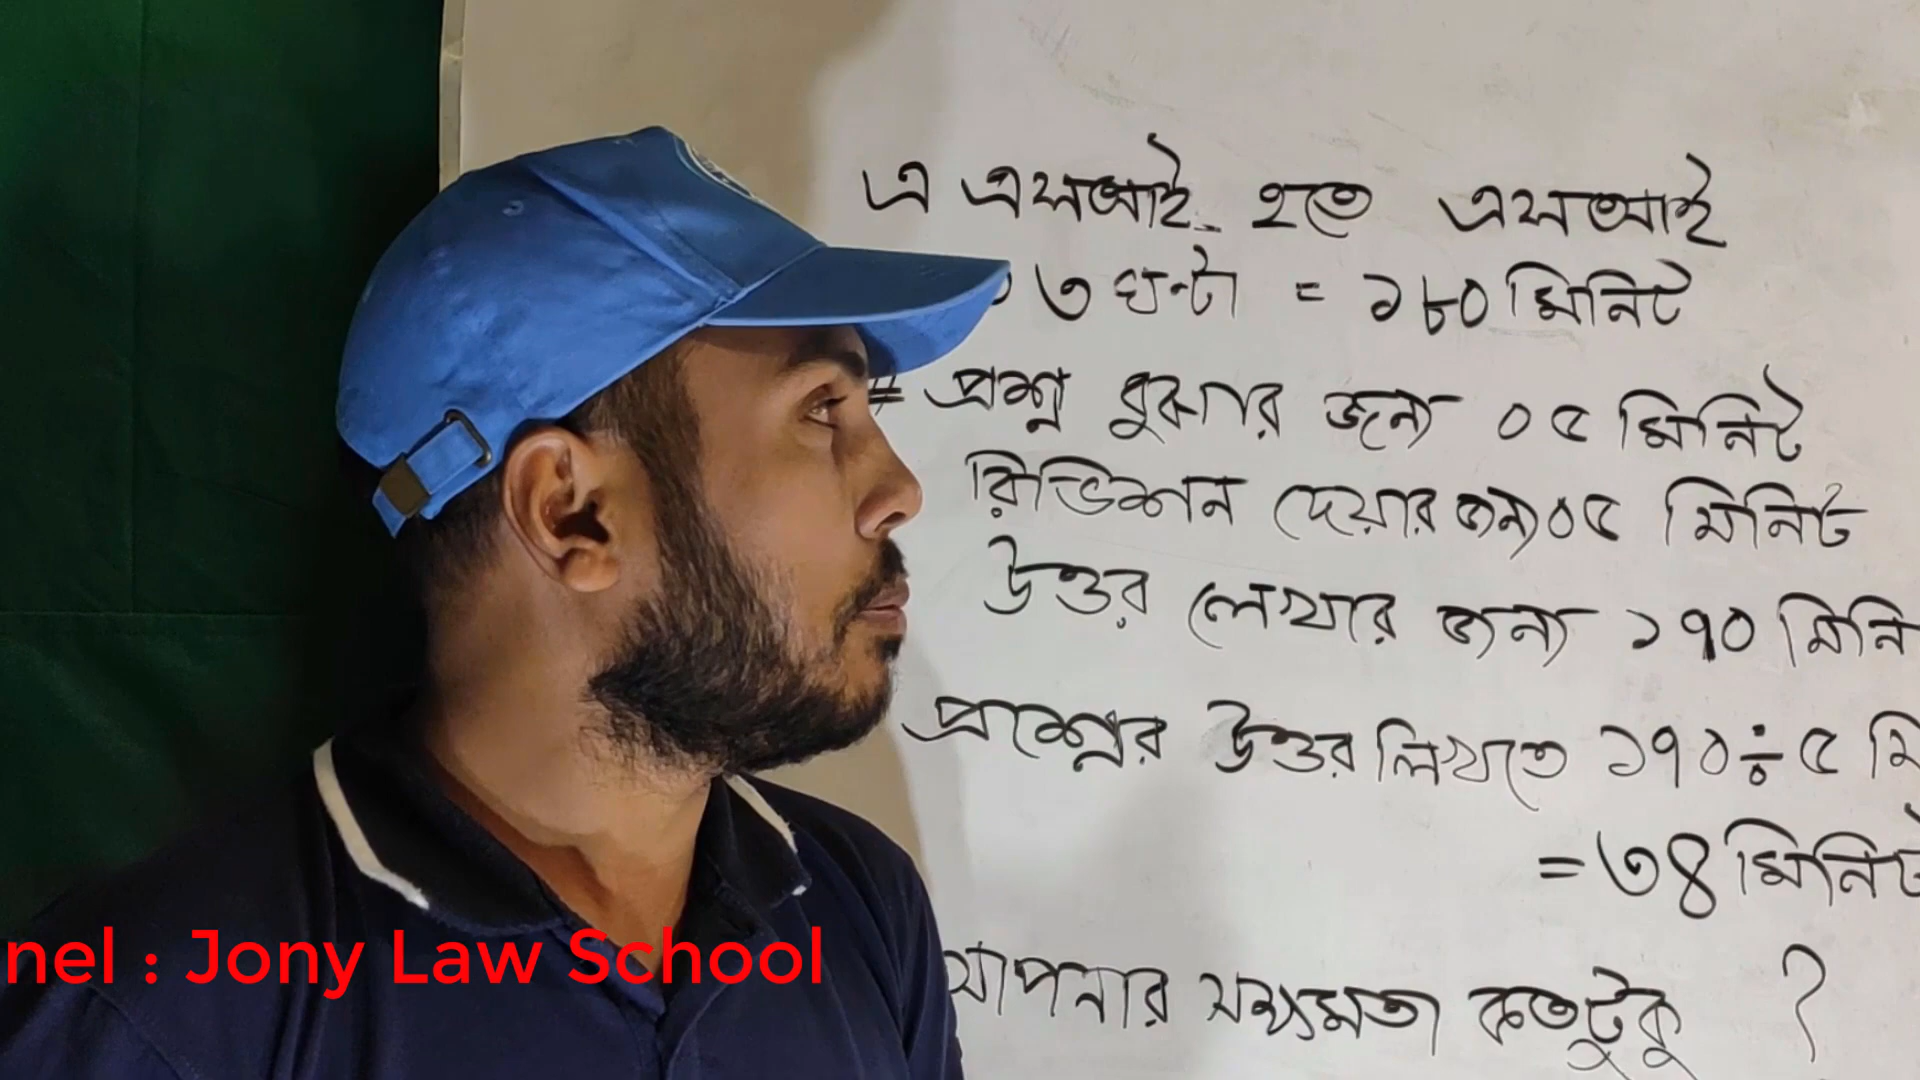 এ এসআই হতে এসআই
৩ ঘন্টা = ১৮০ মিনিট
# প্রশ্ন বুঝার জন্য ০৫ মিনিট
রিভিশন দেয়ার জন্য ০৫ মিনিট
উত্তর লেখার জন্য ১৭০ মিনি
প্রশ্নের উত্তর লিখতে ১৭০ ÷ ৫ মি
= ৩৪ মিনিট
nel : Jony Law School
আপনার সক্ষমতা কতটুকু ?